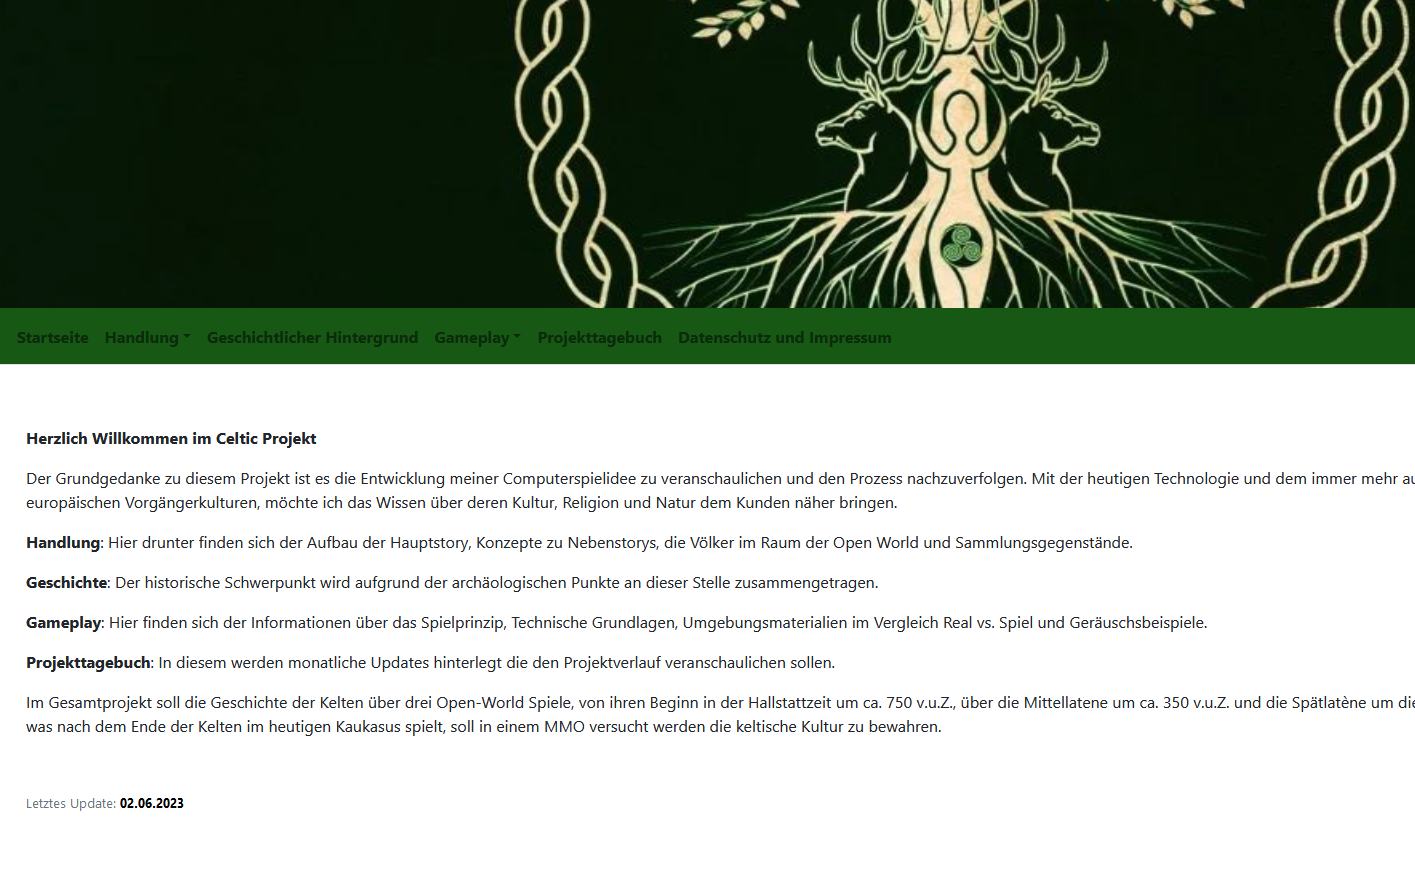 Startseite Handlung Geschichtlicher Hintergrund Gameplay Projekttagebuch Datenschutz und Impressum
Herzlich Willkommen im Celtic Projekt
Der Grundgedanke zu diesem Projekt ist es die Entwicklung meiner Computerspielidee zu veranschaulichen und den Prozess nachzuverfolgen. Mit der heutigen Technologie und dem immer mehr
europäischen Vorgängerkulturen, möchte ich das Wissen über deren Kultur, Religion und Natur dem Kunden näher bringen.
Handlung: Hier drunter finden sich der Aufbau der Hauptstory, Konzepte zu Nebenstorys, die Völker im Raum der Open World und Sammlungsgegenstände.
Geschichte: Der historische Schwerpunkt wird aufgrund der archäologischen Punkte an dieser Stelle zusammengetragen.
Gameplay: Hier finden sich der Informationen über das Spielprinzip, Technische Grundlagen, Umgebungsmaterialien im Vergleich Real vs. Spiel und Geräuschsbeispiele.
Projekttagebuch: In diesem werden monatliche Updates hinterlegt die den Projektverlauf veranschaulichen sollen.
Im Gesamtprojekt soll die Geschichte der Kelten über drei Open-World Spiele, von ihren Beginn in der Hallstattzeit um ca. 750 v.u.Z., über die Mittellatene um ca. 350 v.u.Z. und die Spätlatène um
was nach dem Ende der Kelten im heutigen Kaukasus spielt, soll in einem MMO versucht werden die keltische Kultur zu bewahren.
Letztes Update: 02.06.2023